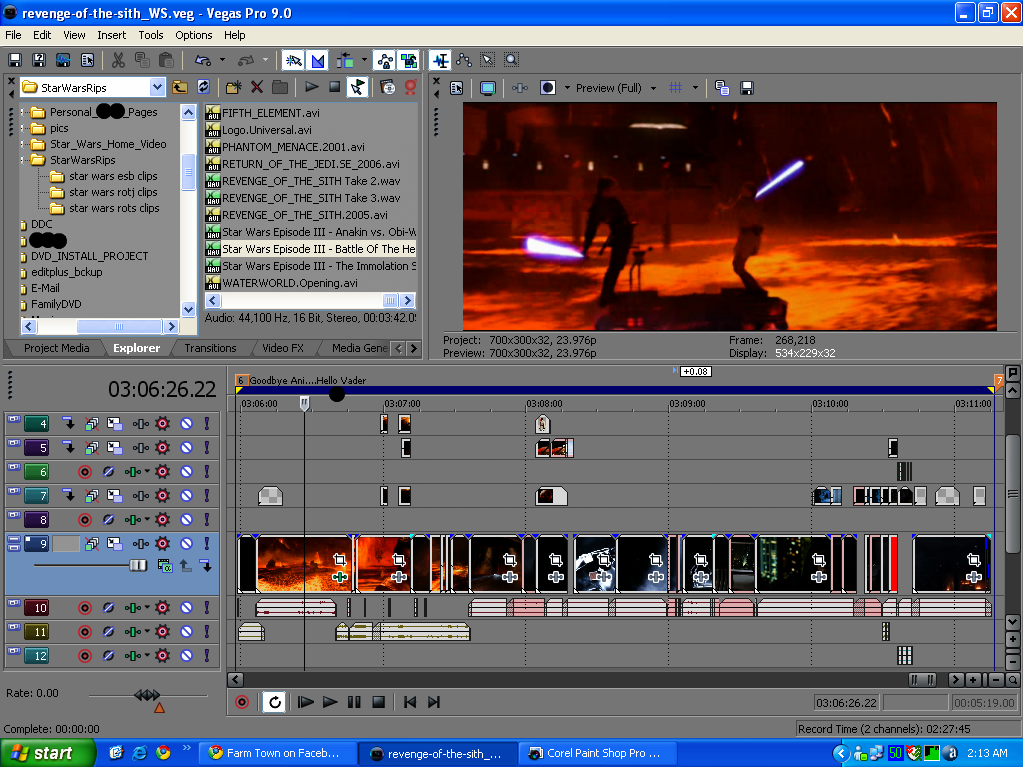 revenge-of-the-sith_WS.veg - Vegas Pro 9.0
File Edit View Insert Tools Options Help
StarWarsRips
Preview (Full)
Personal_ Pages
pics
Star_Wars_Home_Video
StarWarsRips
star wars esb clips
star wars rotj clips
star wars rots clips
DDC
DVD_INSTALL_PROJECT
editplus_bckup
E-Mail
FamilyDVD
FIFTH_ELEMENT.avi
Logo.Universal.avi
PHANTOM_MENACE.2001.avi
RETURN_OF_THE_JEDI.SE_2006.avi
REVENGE_OF_THE_SITH Take 2.wav
REVENGE_OF_THE_SITH Take 3.wav
REVENGE_OF_THE_SITH.2005.avi
Star Wars Episode III - Anakin vs. Obi-W
Star Wars Episode III - Battle Of The He
Star Wars Episode III - The Immolation S
WATERWORLD.Opening.avi
Audio: 44,100 Hz, 16 Bit, Stereo, 00:03:42.0
Project Media Explorer Transitions Video FX Media Gene
Project: 700x300x32, 23.976p Frame: 268,218
Preview: 700x300x32, 23.976p Display: 534x229x32
+0.08
03:06:26.22
6 Goodbye Ani....Hello Vader 7
03:06:00 03:07:00 03:08:00 03:09:00 03:10:00 03:11:00
4
5
6
7
8
9
10
11
12
Rate: 0.00
03:06:26.22 00:05:19.00
Complete: 00:00:00 Record Time (2 channels): 02:27:45
start Farm Town on Faceb... revenge-of-the-sith_... Corel Paint Shop Pro ... 50 2:13 AM